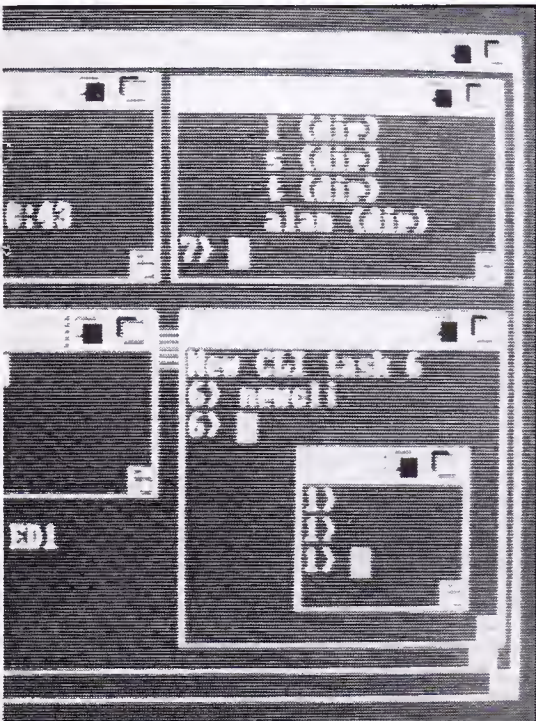 l (dir)
s (dir)
t (dir)
alan (dir)
7>
:43
New CLI task 6
6> newcli
6>
1>
1>
1>
ED1